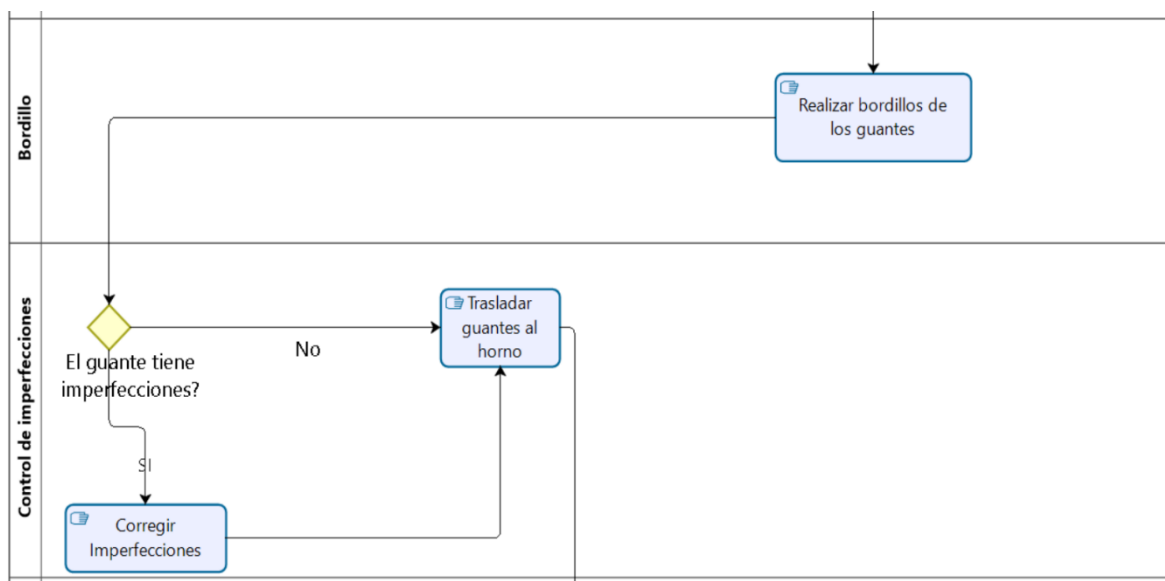 Bordillo
Realizar bordillos de
los guantes
Control de imperfecciones
Trasladar
guantes al
horno
No
El guante tiene
imperfecciones?
SI
Corregir
Imperfecciones